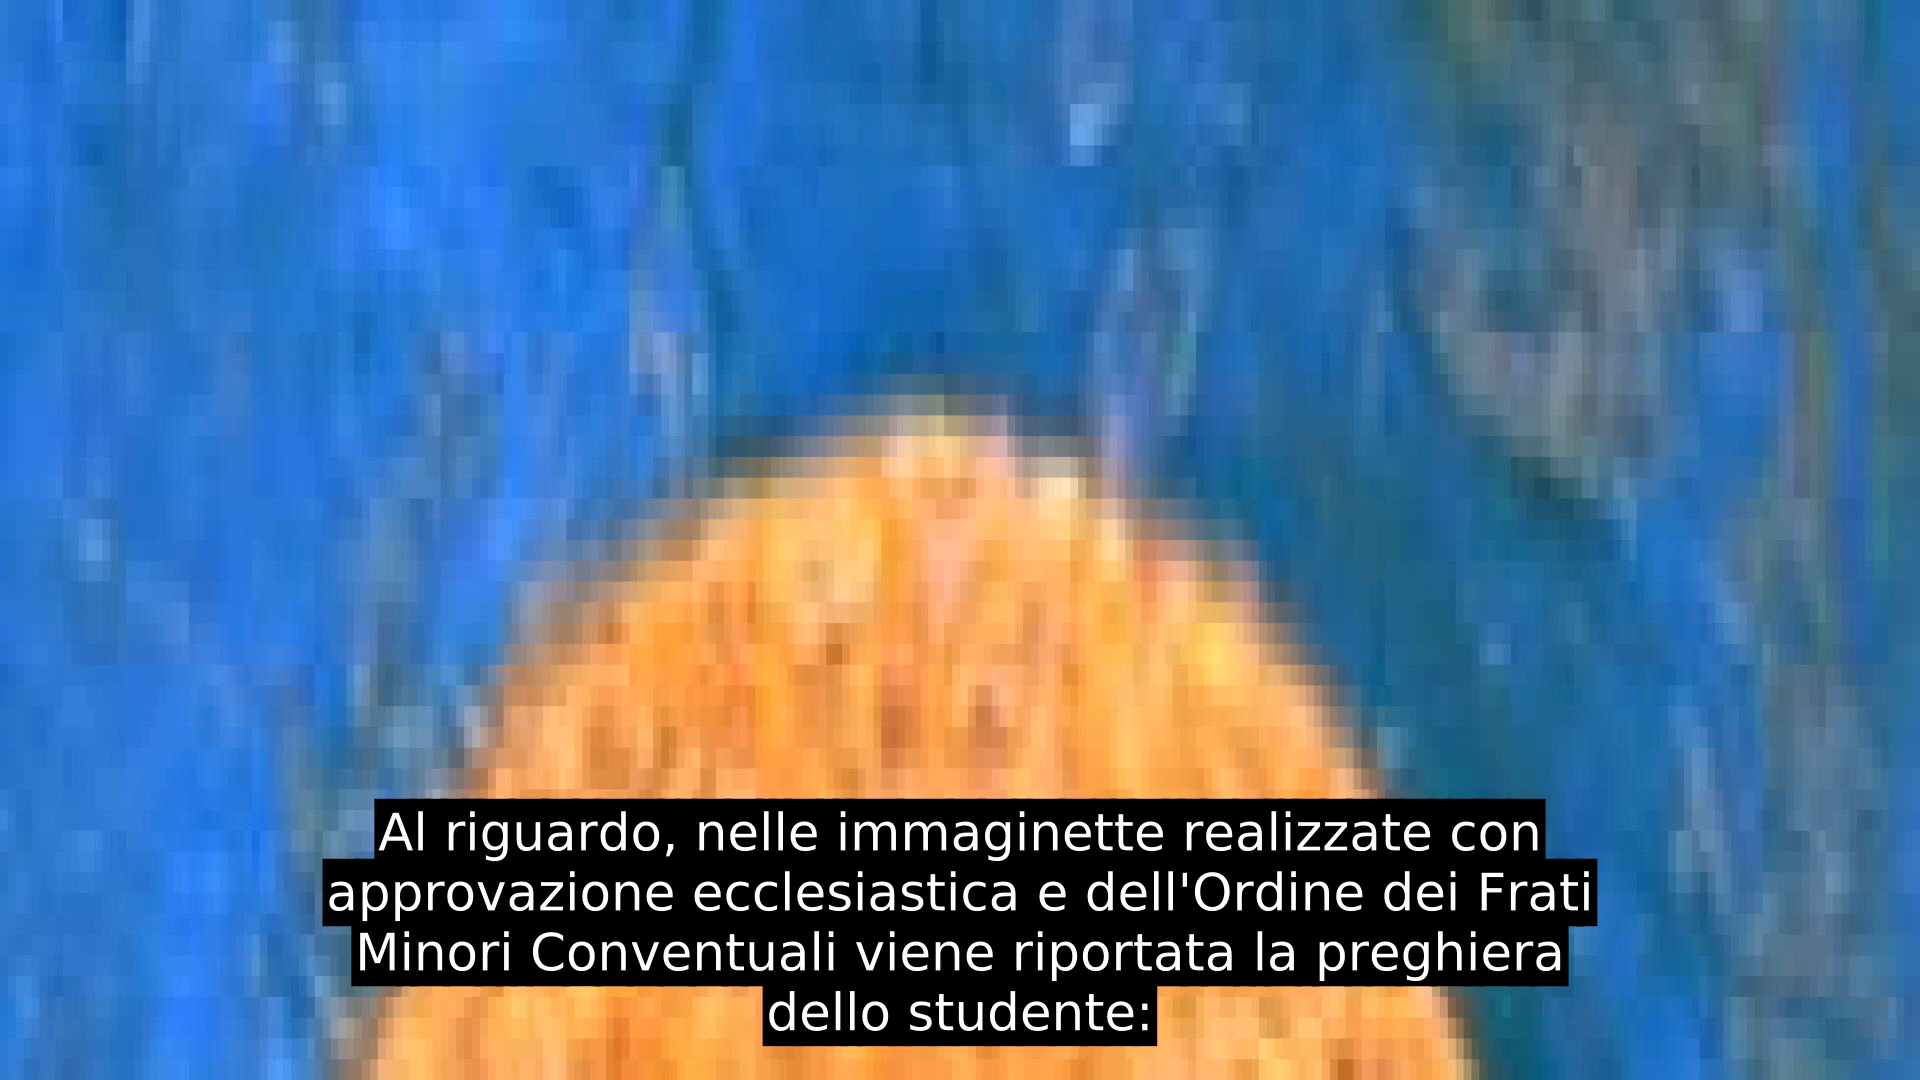 Al riguardo, nelle immaginette realizzate con
approvazione ecclesiastica e dell'Ordine dei Frati
Minori Conventuali viene riportata la preghiera
dello studente: